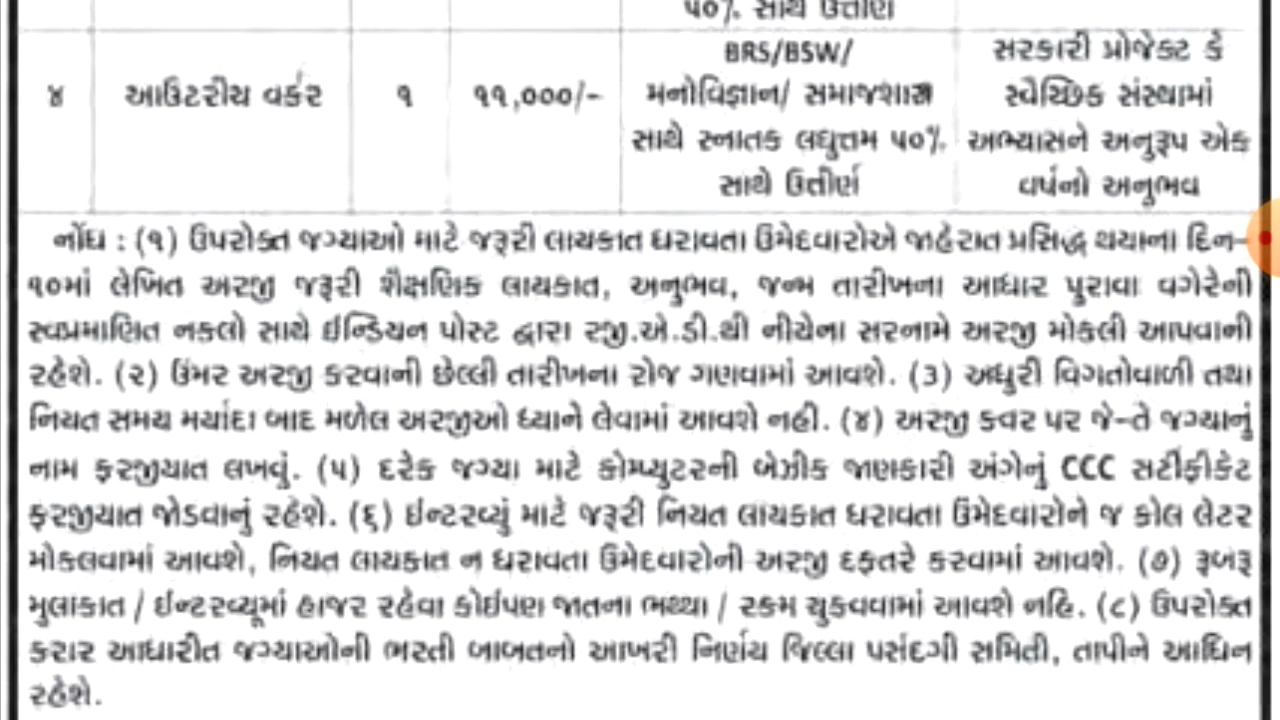 ૫૦% સાથે ઉત્તીર્ણ
૪ આઉટરીચ વર્કર ૧ ૧૧,૦૦૦/- BRS/BSW/ મનોવિજ્ઞાન/ સમાજશાસ્ત્ર સાથે સ્નાતક લઘુત્તમ ૫૦% સાથે ઉત્તીર્ણ સરકારી પ્રોજેક્ટ કે સ્વૈચ્છિક સંસ્થામાં અભ્યાસને અનુરૂપ એક વર્ષનો અનુભવ
નોંધ : (૧) ઉપરોક્ત જગ્યાઓ માટે જરૂરી લાયકાત ધરાવતા ઉમેદવારોએ જાહેરાત પ્રસિદ્ધ થયાના દિન-
૧૦માં લેખિત અરજી જરૂરી શૈક્ષણિક લાયકાત, અનુભવ, જન્મ તારીખના આધાર પુરાવા વગેરેની
સ્વપ્રમાણિત નકલો સાથે ઈન્ડિયન પોસ્ટ દ્વારા રજી.એ.ડી.થી નીચેના સરનામે અરજી મોકલી આપવાની
રહેશે. (૨) ઉંમર અરજી કરવાની છેલ્લી તારીખના રોજ ગણવામાં આવશે. (૩) અધુરી વિગતોવાળી તથા
નિયત સમય મર્યાદા બાદ મળેલ અરજીઓ ધ્યાને લેવામાં આવશે નહી. (૪) અરજી કવર પર જે-તે જગ્યાનું
નામ ફરજીયાત લખવું. (૫) દરેક જગ્યા માટે કોમ્પ્યુટરની બેઝીક જાણકારી અંગેનું CCC સર્ટીફીકેટ
ફરજીયાત જોડવાનું રહેશે. (૬) ઇન્ટરવ્યું માટે જરૂરી નિયત લાયકાત ધરાવતા ઉમેદવારોને જ કોલ લેટર
મોકલવામાં આવશે, નિયત લાયકાત ન ધરાવતા ઉમેદવારોની અરજી દફતરે કરવામાં આવશે. (૭) રૂબરૂ
મુલાકાત / ઈન્ટરવ્યૂમાં હાજર રહેવા કોઇપણ જાતના ભથ્થા / રકમ ચુકવવામાં આવશે નહિ. (૮) ઉપરોક્ત
કરાર આધારીત જગ્યાઓની ભરતી બાબતનો આખરી નિર્ણય જિલ્લા પસંદગી સમિતી, તાપીને આધિન
રહેશે.